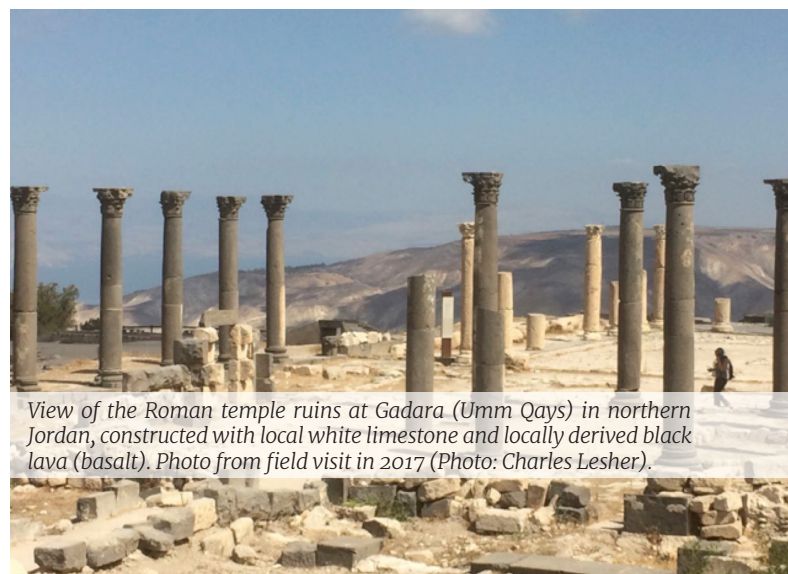 View of the Roman temple ruins at Gadara (Umm Qays) in northern
Jordan, constructed with local white limestone and locally derived black
lava (basalt). Photo from field visit in 2017 (Photo: Charles Lesher).